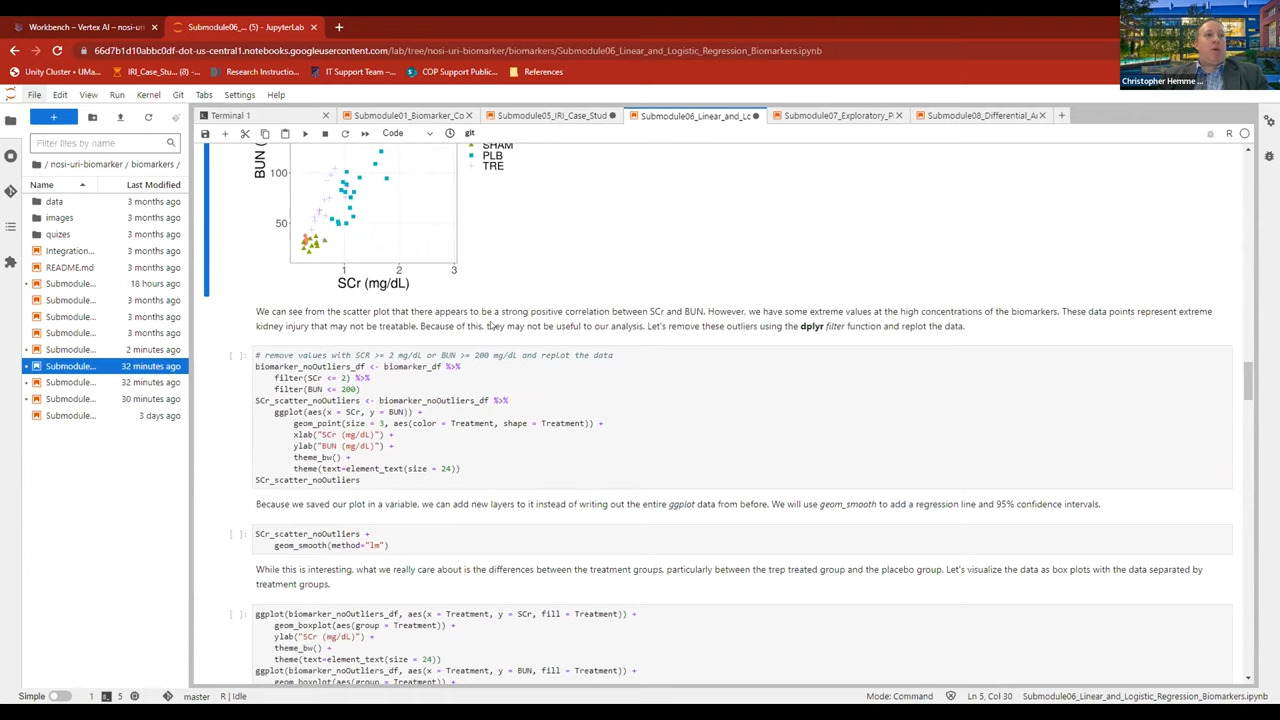 Workbench – Vertex AI – nosi-uri
Submodule06_... (5) - JupyterLab
66d7b1d10abbc0df-dot-us-central1.notebooks.googleusercontent.com/lab/tree/nosi-uri-biomarker/biomarkers/Submodule06_Linear_and_Logistic_Regression_Biomarkers.ipynb
Unity Cluster • UMa...
IRI_Case_Stu... (8) -...
Research Instruction...
IT Support Team –...
COP Support Public...
References
Christopher Hemme ...
File Edit View Run Kernel Git Tabs Settings Help
Terminal 1
Submodule01_Biomarker_Co
Submodule05_IRI_Case_Stud
Submodule06_Linear_and_Lo
Submodule07_Exploratory_P
Submodule08_Differential_A
Code
git
R
Filter files by name
/ nosi-uri-biomarker / biomarkers /
Name Last Modified
data 3 months ago
images 3 months ago
quizes 3 months ago
Integration... 3 months ago
README.md 3 months ago
Submodule... 18 hours ago
Submodule... 3 months ago
Submodule... 3 months ago
Submodule... 3 months ago
Submodule... 2 minutes ago
Submodule... 32 minutes ago
Submodule... 32 minutes ago
Submodule... 30 minutes ago
Submodule... 3 days ago
BUN (
100
50
1 2 3
SCr (mg/dL)
SHAM
PLB
TRE
We can see from the scatter plot that there appears to be a strong positive correlation between SCr and BUN. However, we have some extreme values at the high concentrations of the biomarkers. These data points represent extreme
kidney injury that may not be treatable. Because of this, they may not be useful to our analysis. Let's remove these outliers using the dplyr filter function and replot the data.
[ ]:
# remove values with SCR >= 2 mg/dL or BUN >= 200 mg/dL and replot the data
biomarker_noOutliers_df <- biomarker_df %>%
filter(SCr <= 2) %>%
filter(BUN <= 200)
SCr_scatter_noOutliers <- biomarker_noOutliers_df %>%
ggplot(aes(x = SCr, y = BUN)) +
geom_point(size = 3, aes(color = Treatment, shape = Treatment)) +
xlab("SCr (mg/dL)") +
ylab("BUN (mg/dL)") +
theme_bw() +
theme(text=element_text(size = 24))
SCr_scatter_noOutliers
Because we saved our plot in a variable, we can add new layers to it instead of writing out the entire ggplot data from before. We will use geom_smooth to add a regression line and 95% confidence intervals.
[ ]:
SCr_scatter_noOutliers +
geom_smooth(method="lm")
While this is interesting, what we really care about is the differences between the treatment groups, particularly between the trep treated group and the placebo group. Let's visualize the data as box plots with the data separated by
treatment groups.
[ ]:
ggplot(biomarker_noOutliers_df, aes(x = Treatment, y = SCr, fill = Treatment)) +
geom_boxplot(aes(group = Treatment)) +
ylab("SCr (mg/dL)") +
theme_bw() +
theme(text=element_text(size = 24))
ggplot(biomarker_noOutliers_df, aes(x = Treatment, y = BUN, fill = Treatment)) +
geom_boxplot(aes(group = Treatment)) +
Simple 1 5 master R | Idle
Mode: Command Ln 5, Col 30 Submodule06_Linear_and_Logistic_Regression_Biomarkers.ipynb